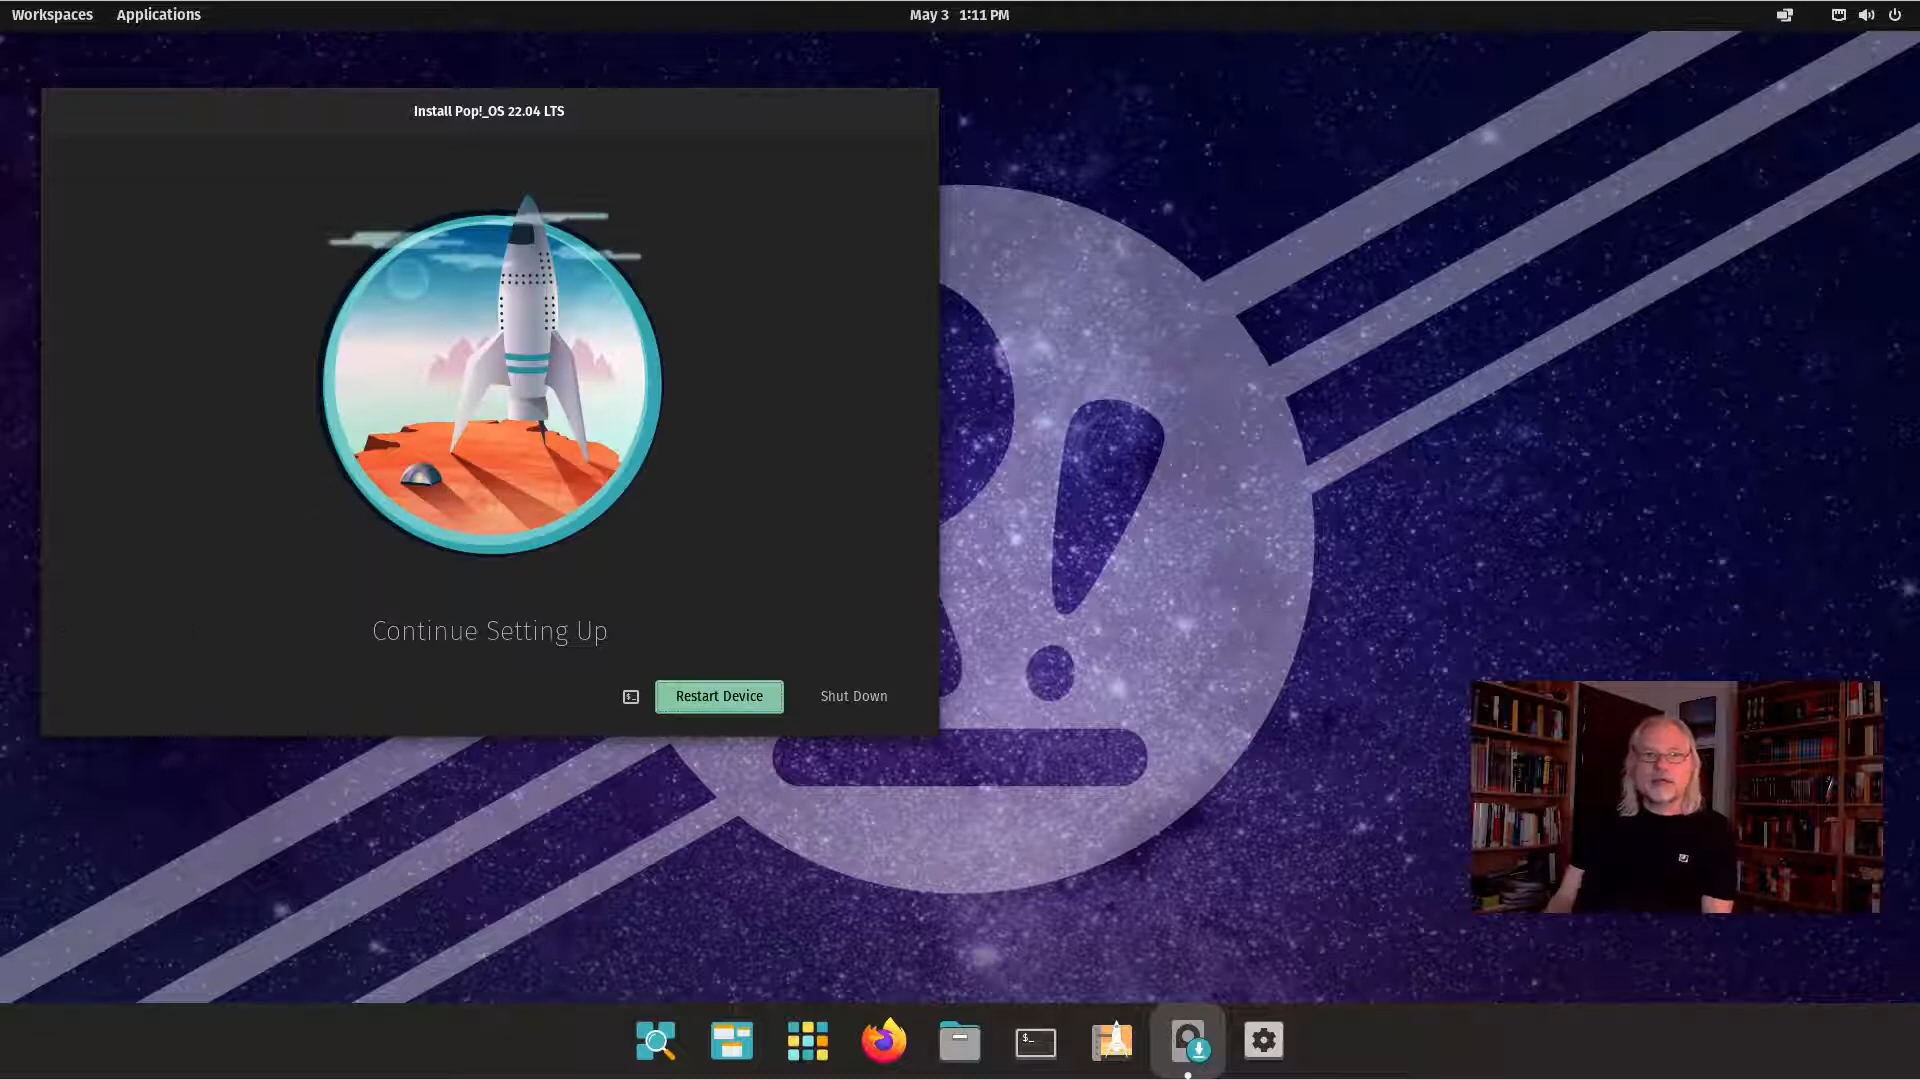 Workspaces Applications May 3 1:11 PM
Install Pop!_OS 22.04 LTS
Continue Setting Up
Restart Device Shut Down